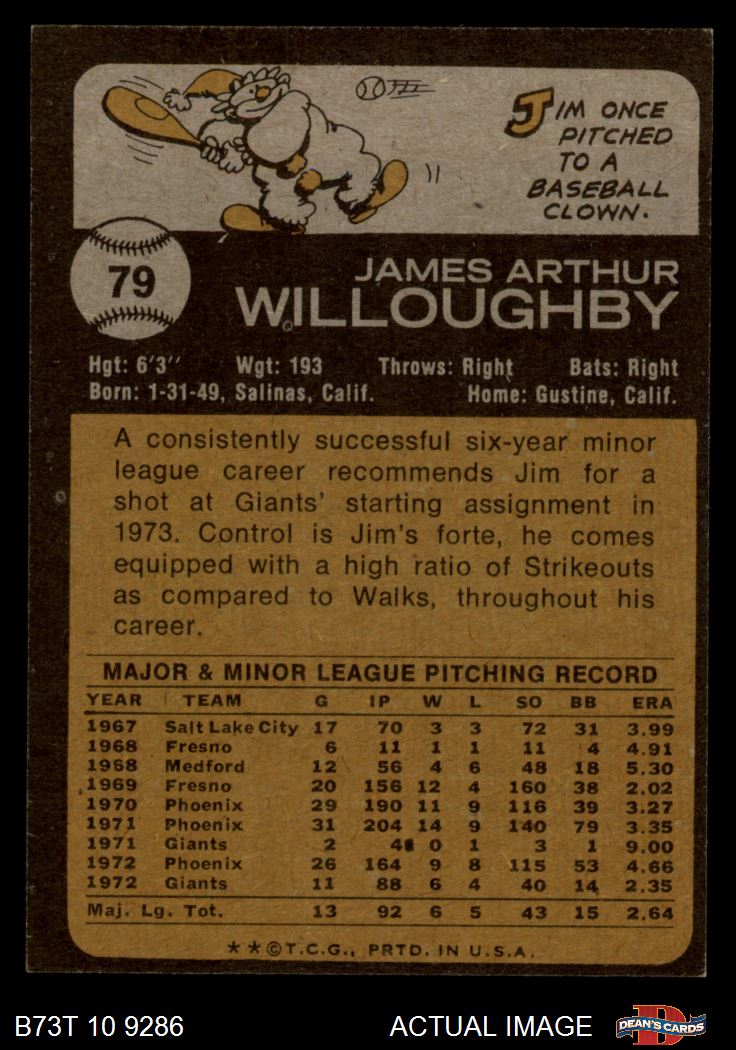 JIM ONCE
PITCHED
TO A
BASEBALL
CLOWN.
79
JAMES ARTHUR
WILLOUGHBY
Hgt: 6'3" Wgt: 193 Throws: Right Bats: Right
Born: 1-31-49, Salinas, Calif. Home: Gustine, Calif.
A consistently successful six-year minor
league career recommends Jim for a
shot at Giants' starting assignment in
1973. Control is Jim's forte, he comes
equipped with a high ratio of Strikeouts
as compared to Walks, throughout his
career.
MAJOR & MINOR LEAGUE PITCHING RECORD
YEAR TEAM G IP W L SO BB ERA
1967 Salt Lake City 17 70 3 3 72 31 3.99
1968 Fresno 6 11 1 1 11 4 4.91
1968 Medford 12 56 4 6 48 18 5.30
1969 Fresno 20 156 12 4 160 38 2.02
1970 Phoenix 29 190 11 9 116 39 3.27
1971 Phoenix 31 204 14 9 140 79 3.35
1971 Giants 2 4 0 1 3 1 9.00
1972 Phoenix 26 164 9 8 115 53 4.66
1972 Giants 11 88 6 4 40 14 2.35
Maj. Lg. Tot. 13 92 6 5 43 15 2.64
**©T.C.G., PRTD. IN U.S.A.
B73T 10 9286 ACTUAL IMAGE DEAN'S CARDS